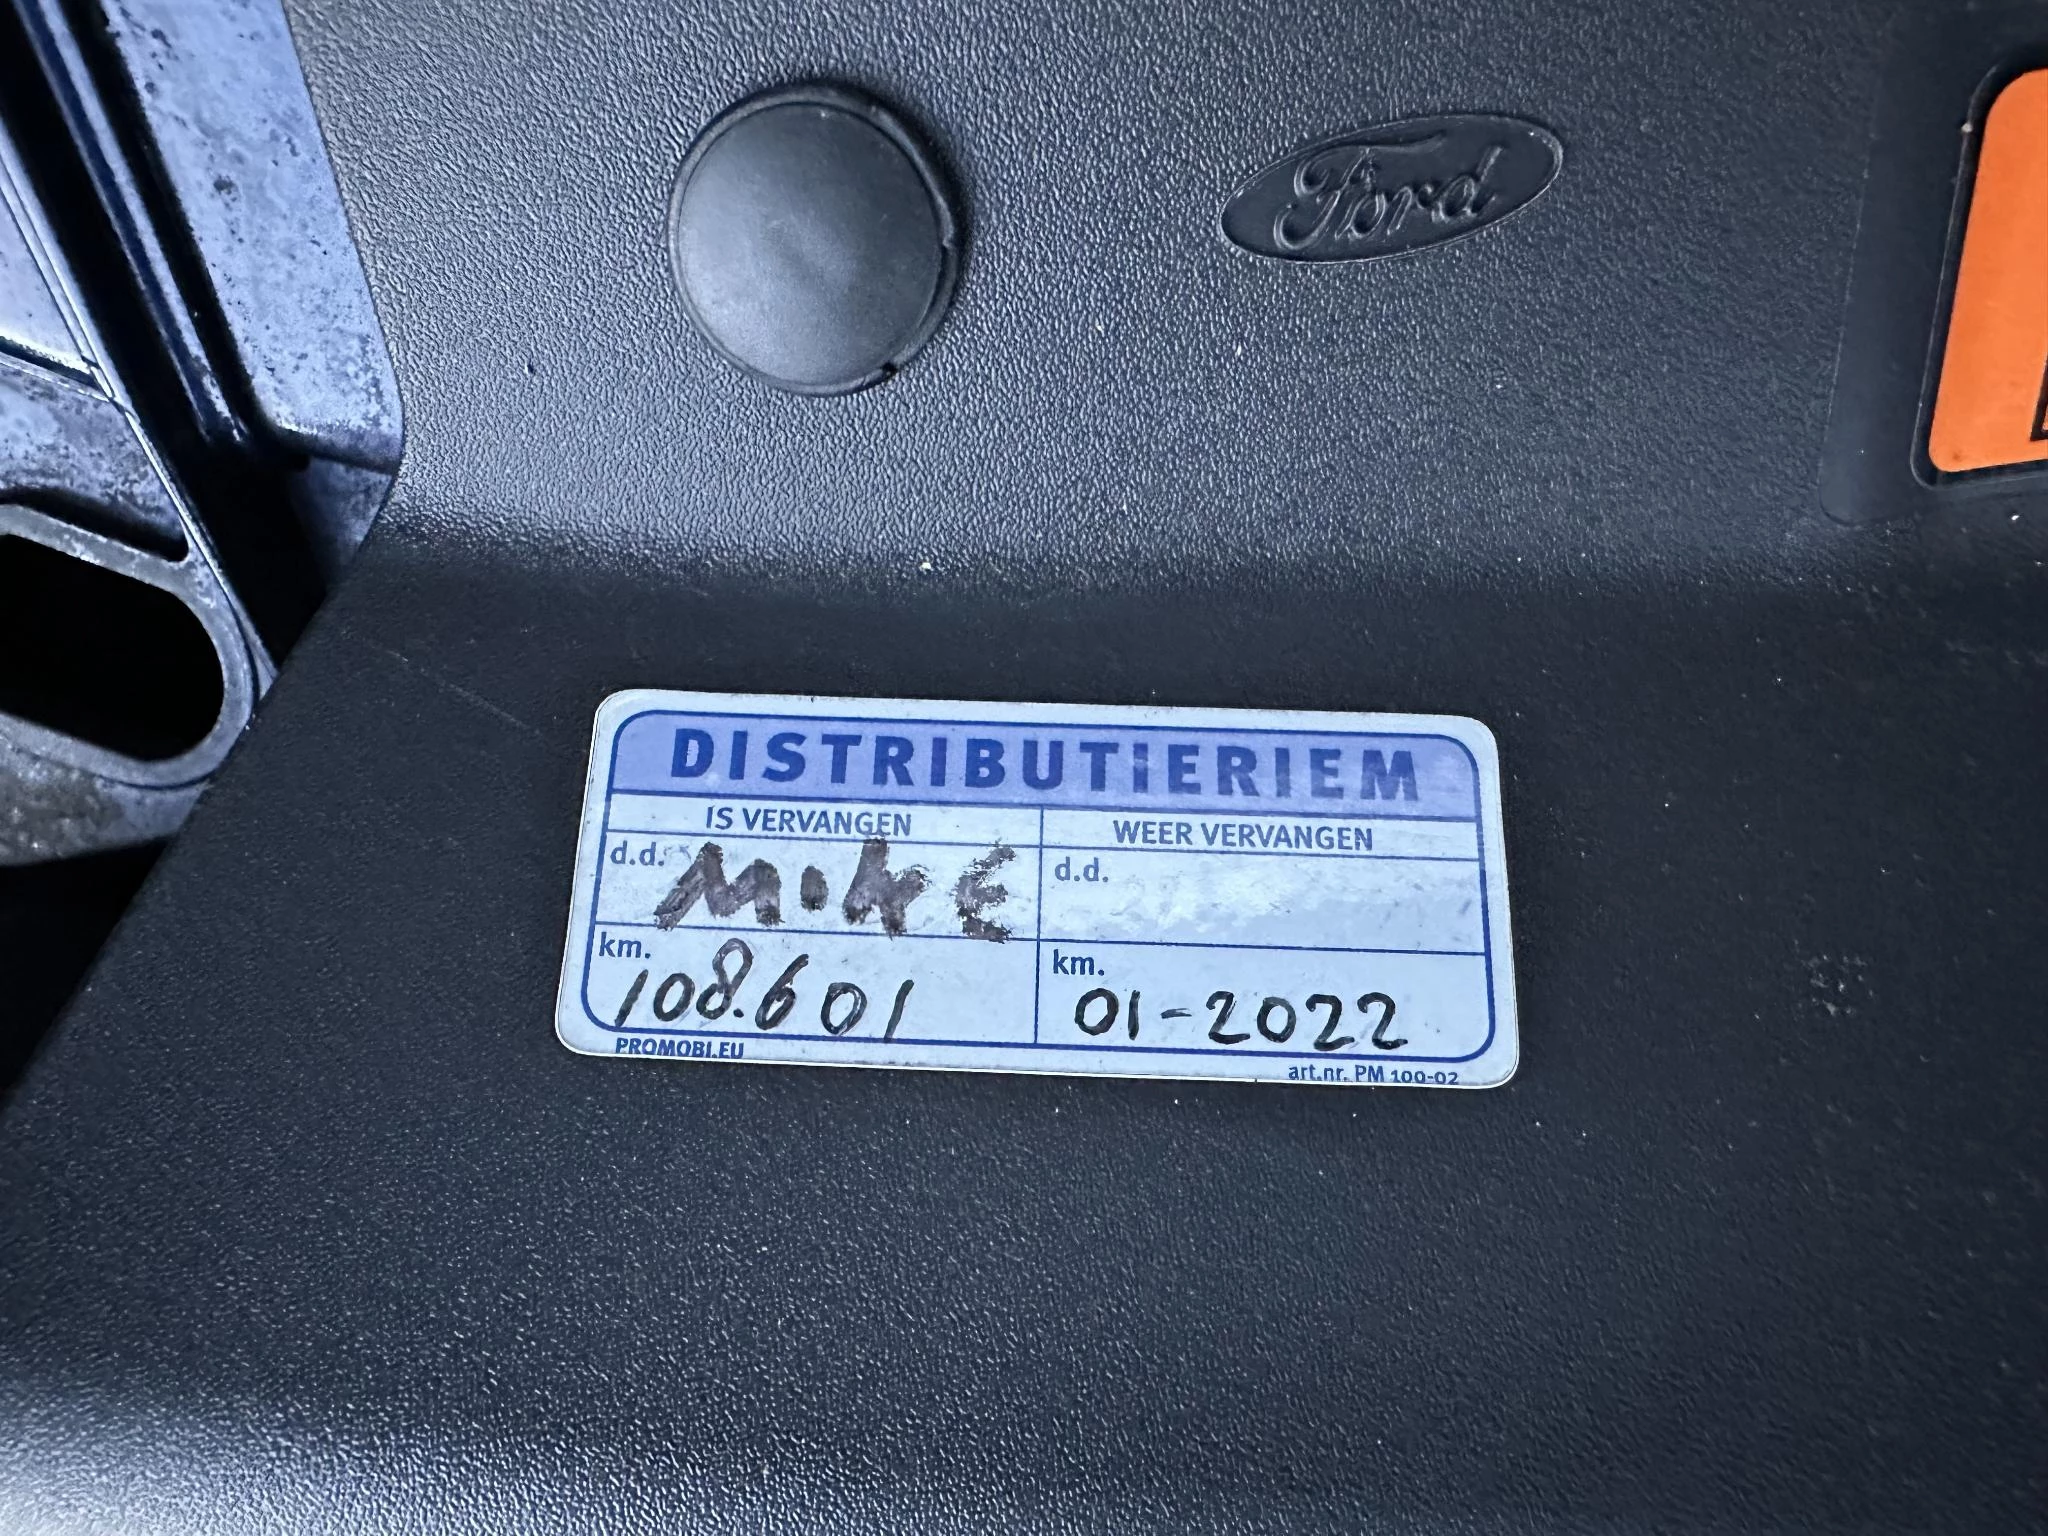 Ford
DISTRIBUTIERIEM
IS VERVANGEN
WEER VERVANGEN
d.d. M.KE
d.d.
km. 108.601
km. 01-2022
PROMOBI.EU
art.nr. PM 100-02